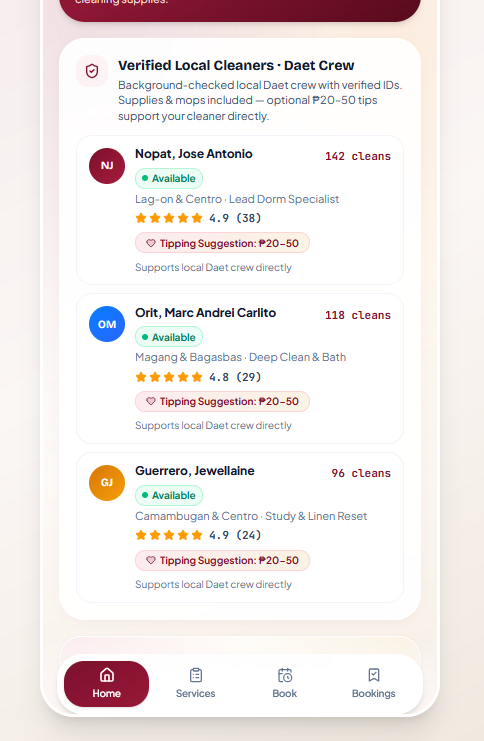 cleaning supplies.
Verified Local Cleaners · Daet Crew
Background-checked local Daet crew with verified IDs.
Supplies & mops included — optional ₱20–50 tips
support your cleaner directly.
NJ
Nopat, Jose Antonio
142 cleans
Available
Lag-on & Centro · Lead Dorm Specialist
4.9 (38)
Tipping Suggestion: ₱20–50
Supports local Daet crew directly
OM
Orit, Marc Andrei Carlito
118 cleans
Available
Magang & Bagasbas · Deep Clean & Bath
4.8 (29)
Tipping Suggestion: ₱20–50
Supports local Daet crew directly
GJ
Guerrero, Jewellaine
96 cleans
Available
Camambugan & Centro · Study & Linen Reset
4.9 (24)
Tipping Suggestion: ₱20–50
Supports local Daet crew directly
Home
Services
Book
Bookings